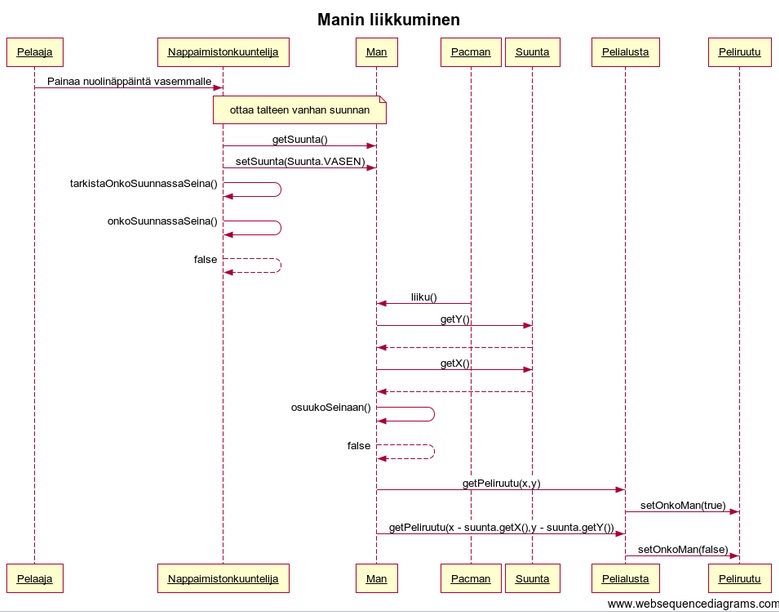 Manin liikkuminen
Pelaaja
Nappaimistonkuuntelija
Man
Pacman
Suunta
Pelialusta
Peliruutu
Painaa nuolinäppäintä vasemmalle
ottaa talteen vanhan suunnan
getSuunta()
setSuunta(Suunta.VASEN)
tarkistaOnkoSuunnassaSeina()
onkoSuunnassaSeina()
false
liiku()
getY()
getX()
osuukoSeinaan()
false
getPeliruutu(x,y)
setOnkoMan(true)
getPeliruutu(x - suunta.getX(),y - suunta.getY())
setOnkoMan(false)
Pelaaja
Nappaimistonkuuntelija
Man
Pacman
Suunta
Pelialusta
Peliruutu
www.websequencediagrams.com